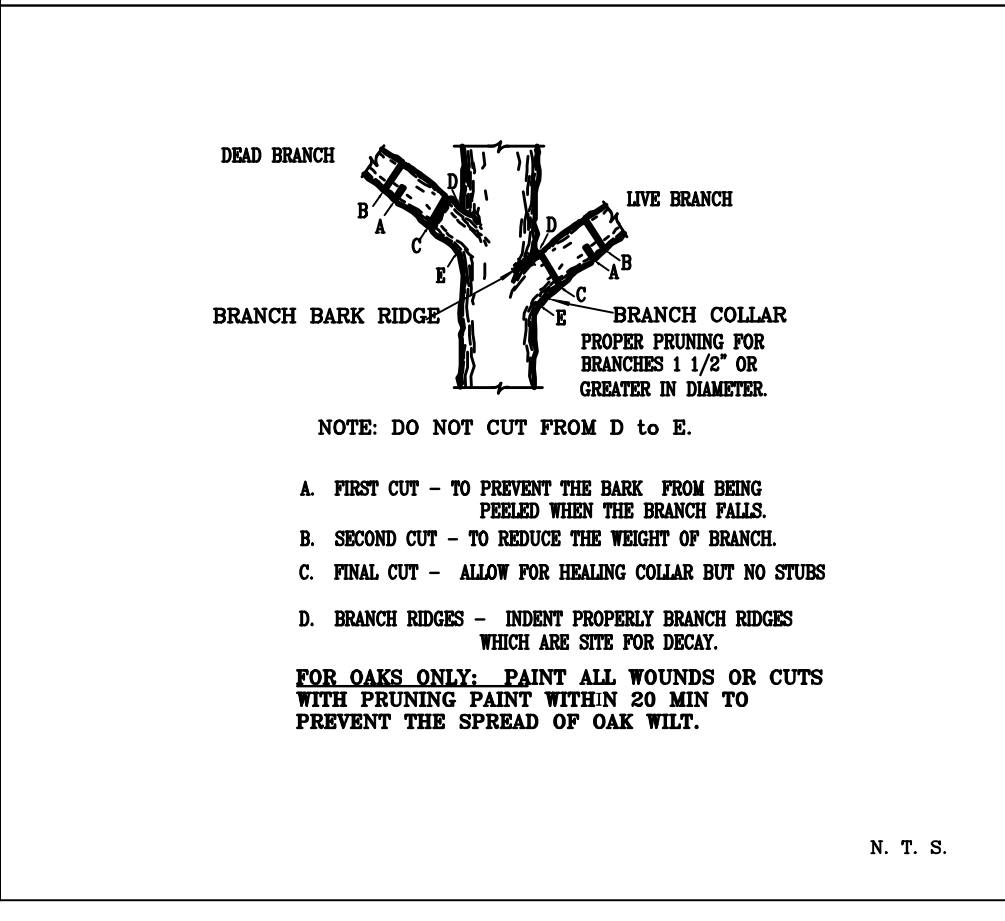 DEAD BRANCH
LIVE BRANCH
D
B
A
C
E
D
B
A
C
E
BRANCH BARK RIDGE
BRANCH COLLAR
PROPER PRUNING FOR
BRANCHES 1 1/2" OR
GREATER IN DIAMETER.
NOTE: DO NOT CUT FROM D to E.
A. FIRST CUT – TO PREVENT THE BARK FROM BEING
PEELED WHEN THE BRANCH FALLS.
B. SECOND CUT – TO REDUCE THE WEIGHT OF BRANCH.
C. FINAL CUT – ALLOW FOR HEALING COLLAR BUT NO STUBS
D. BRANCH RIDGES – INDENT PROPERLY BRANCH RIDGES
WHICH ARE SITE FOR DECAY.
FOR OAKS ONLY: PAINT ALL WOUNDS OR CUTS
WITH PRUNING PAINT WITHIN 20 MIN TO
PREVENT THE SPREAD OF OAK WILT.
N. T. S.